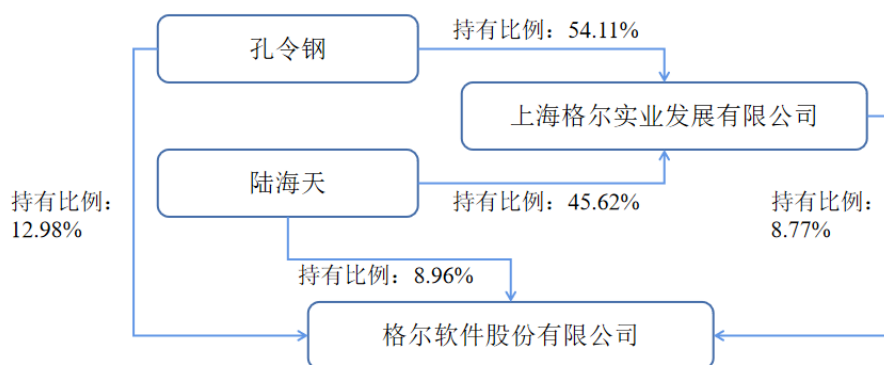 孔令钢
持有比例：54.11%
上海格尔实业发展有限公司
陆海天
持有比例：
12.98%
持有比例：45.62%
持有比例：
8.77%
持有比例：8.96%
格尔软件股份有限公司